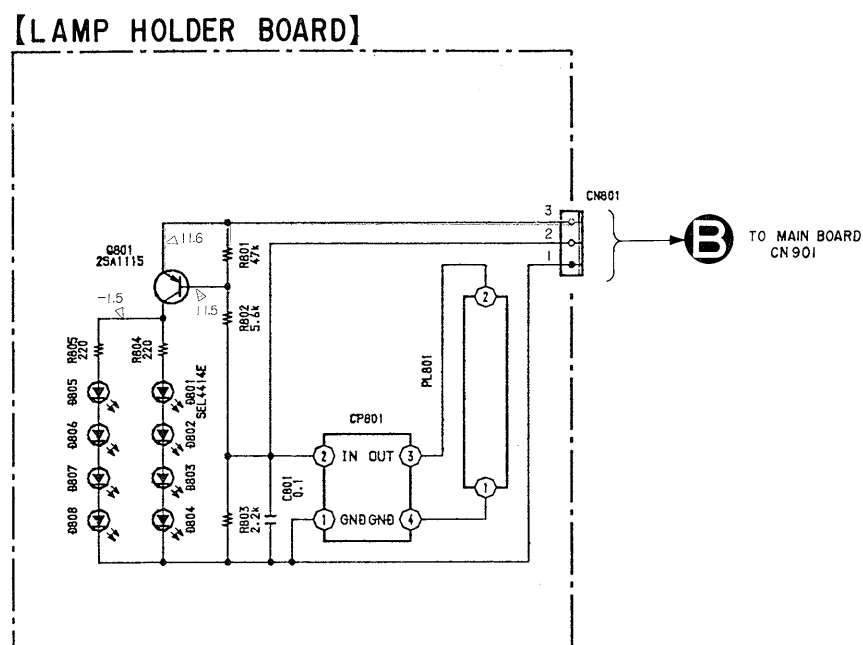 【LAMP HOLDER BOARD】
CN801
3
2
1
B
TO MAIN BOARD
CN901
Q801
2SA1115
11.6
-1.5
11.5
R801
47k
R802
5.6k
R805
220
R804
220
D805
D806
D807
D808
D801
SEL4414E
D802
D803
D804
R803
2.2k
C801
0.1
CP801
2 IN OUT 3
1 GND GND 4
PL801
2
1